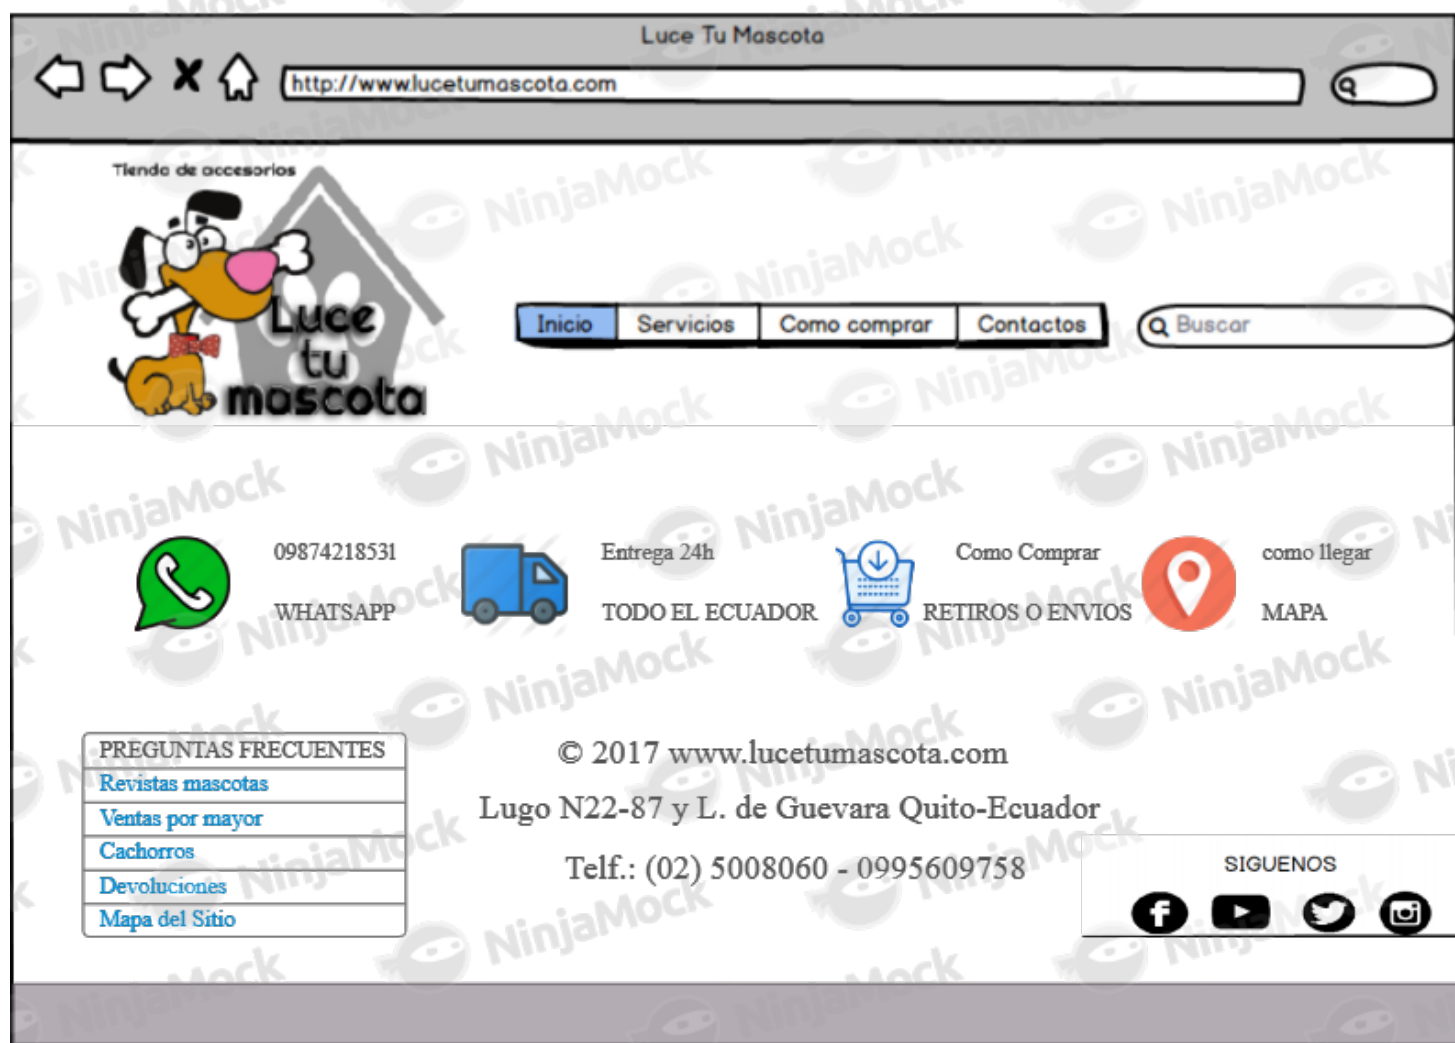 Luce Tu Mascota
http://www.lucetumascota.com
Tienda de accesorios
Luce
tu
mascota
Inicio Servicios Como comprar Contactos Buscar
09874218531 Entrega 24h Como Comprar como llegar
WHATSAPP TODO EL ECUADOR RETIROS O ENVIOS MAPA
PREGUNTAS FRECUENTES
Revistas mascotas
Ventas por mayor
Cachorros
Devoluciones
Mapa del Sitio
© 2017 www.lucetumascota.com
Lugo N22-87 y L. de Guevara Quito-Ecuador
Telf.: (02) 5008060 - 0995609758
SIGUENOS
NinjaMock